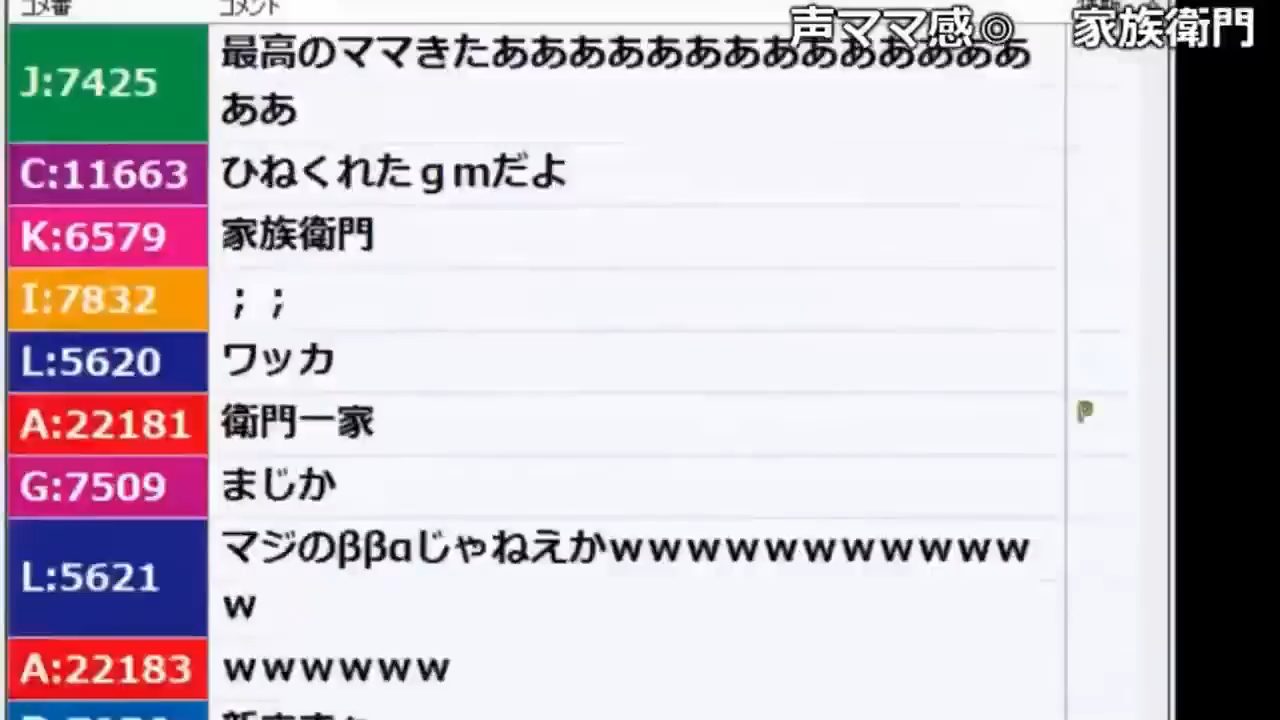 コメ番 コメント
声ママ感◎ 家族衛門
J:7425 最高のママきたああああああああああああああ
ああ
C:11663 ひねくれたｇｍだよ
K:6579 家族衛門
I:7832 ；；
L:5620 ワッカ
A:22181 衛門一家
G:7509 まじか
L:5621 マジのββαじゃねえかｗｗｗｗｗｗｗｗｗｗｗ
ｗ
A:22183 ｗｗｗｗｗｗ